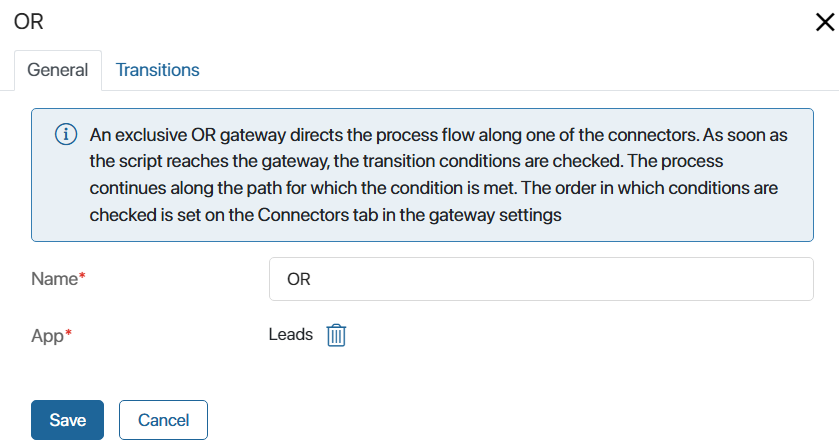 OR
General Transitions
An exclusive OR gateway directs the process flow along one of the connectors. As soon as
the script reaches the gateway, the transition conditions are checked. The process
continues along the path for which the condition is met. The order in which conditions are
checked is set on the Connectors tab in the gateway settings
Name* OR
App* Leads
Save Cancel